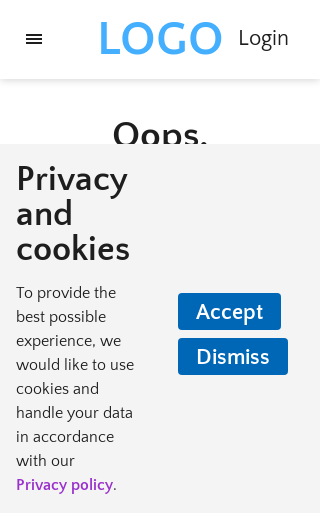 LOGO Login
Oops.
Privacy
and
cookies
To provide the
best possible
experience, we
would like to use
cookies and
handle your data
in accordance
with our
Privacy policy.
Accept
Dismiss